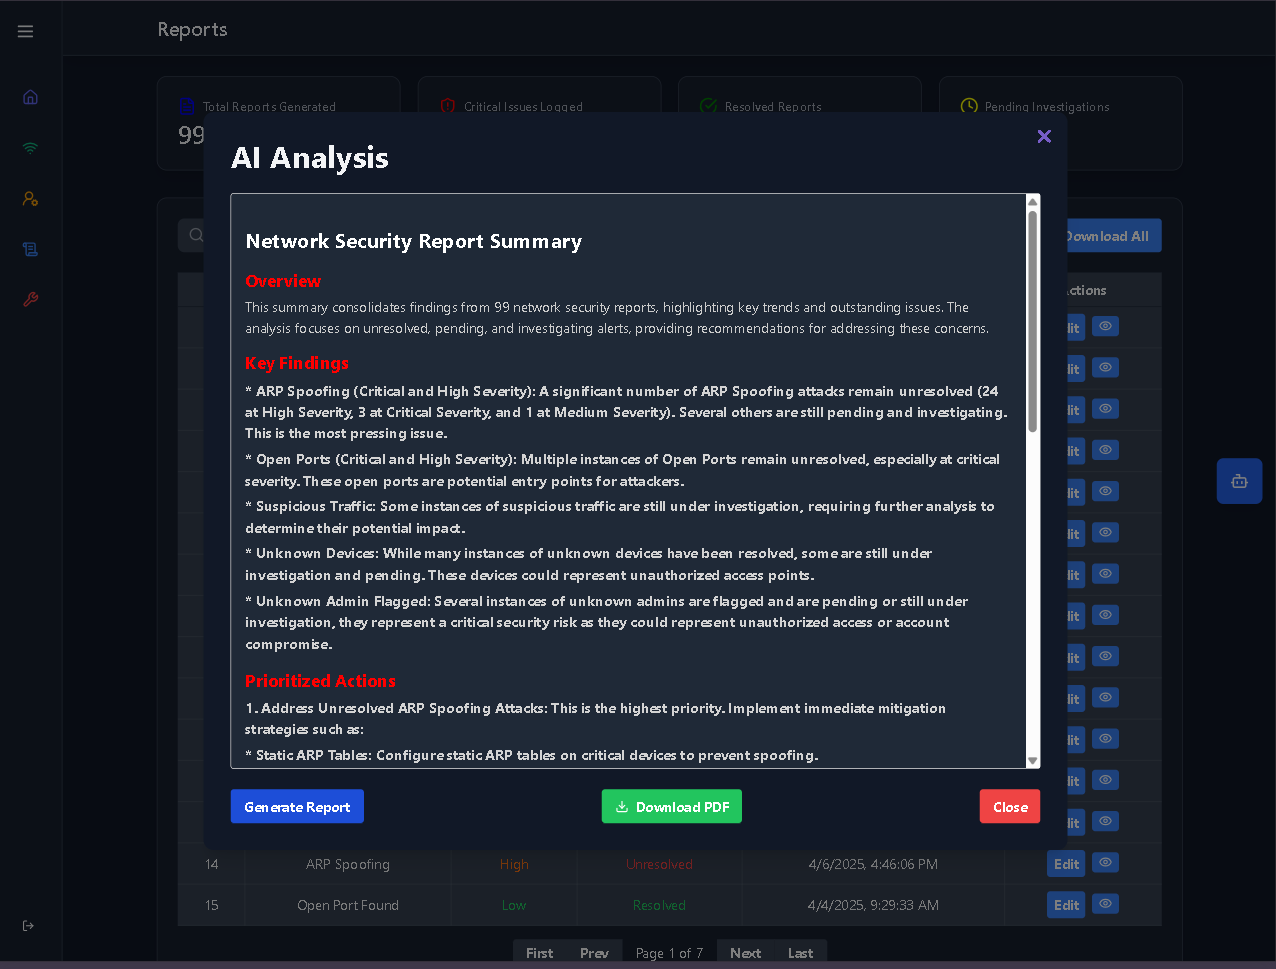 Reports
Total Reports Generated
Critical Issues Logged
Resolved Reports
Pending Investigations
99
AI Analysis
Download All
Network Security Report Summary
Overview
This summary consolidates findings from 99 network security reports, highlighting key trends and outstanding issues. The
analysis focuses on unresolved, pending, and investigating alerts, providing recommendations for addressing these concerns.
Key Findings
* ARP Spoofing (Critical and High Severity): A significant number of ARP Spoofing attacks remain unresolved (24
at High Severity, 3 at Critical Severity, and 1 at Medium Severity). Several others are still pending and investigating.
This is the most pressing issue.
* Open Ports (Critical and High Severity): Multiple instances of Open Ports remain unresolved, especially at critical
severity. These open ports are potential entry points for attackers.
* Suspicious Traffic: Some instances of suspicious traffic are still under investigation, requiring further analysis to
determine their potential impact.
* Unknown Devices: While many instances of unknown devices have been resolved, some are still under
investigation and pending. These devices could represent unauthorized access points.
* Unknown Admin Flagged: Several instances of unknown admins are flagged and are pending or still under
investigation, they represent a critical security risk as they could represent unauthorized access or account
compromise.
Prioritized Actions
1. Address Unresolved ARP Spoofing Attacks: This is the highest priority. Implement immediate mitigation
strategies such as:
* Static ARP Tables: Configure static ARP tables on critical devices to prevent spoofing.
Generate Report
Download PDF
Close
14 ARP Spoofing High Unresolved 4/6/2025, 4:46:06 PM Edit
15 Open Port Found Low Resolved 4/4/2025, 9:29:33 AM Edit
First Prev Page 1 of 7 Next Last